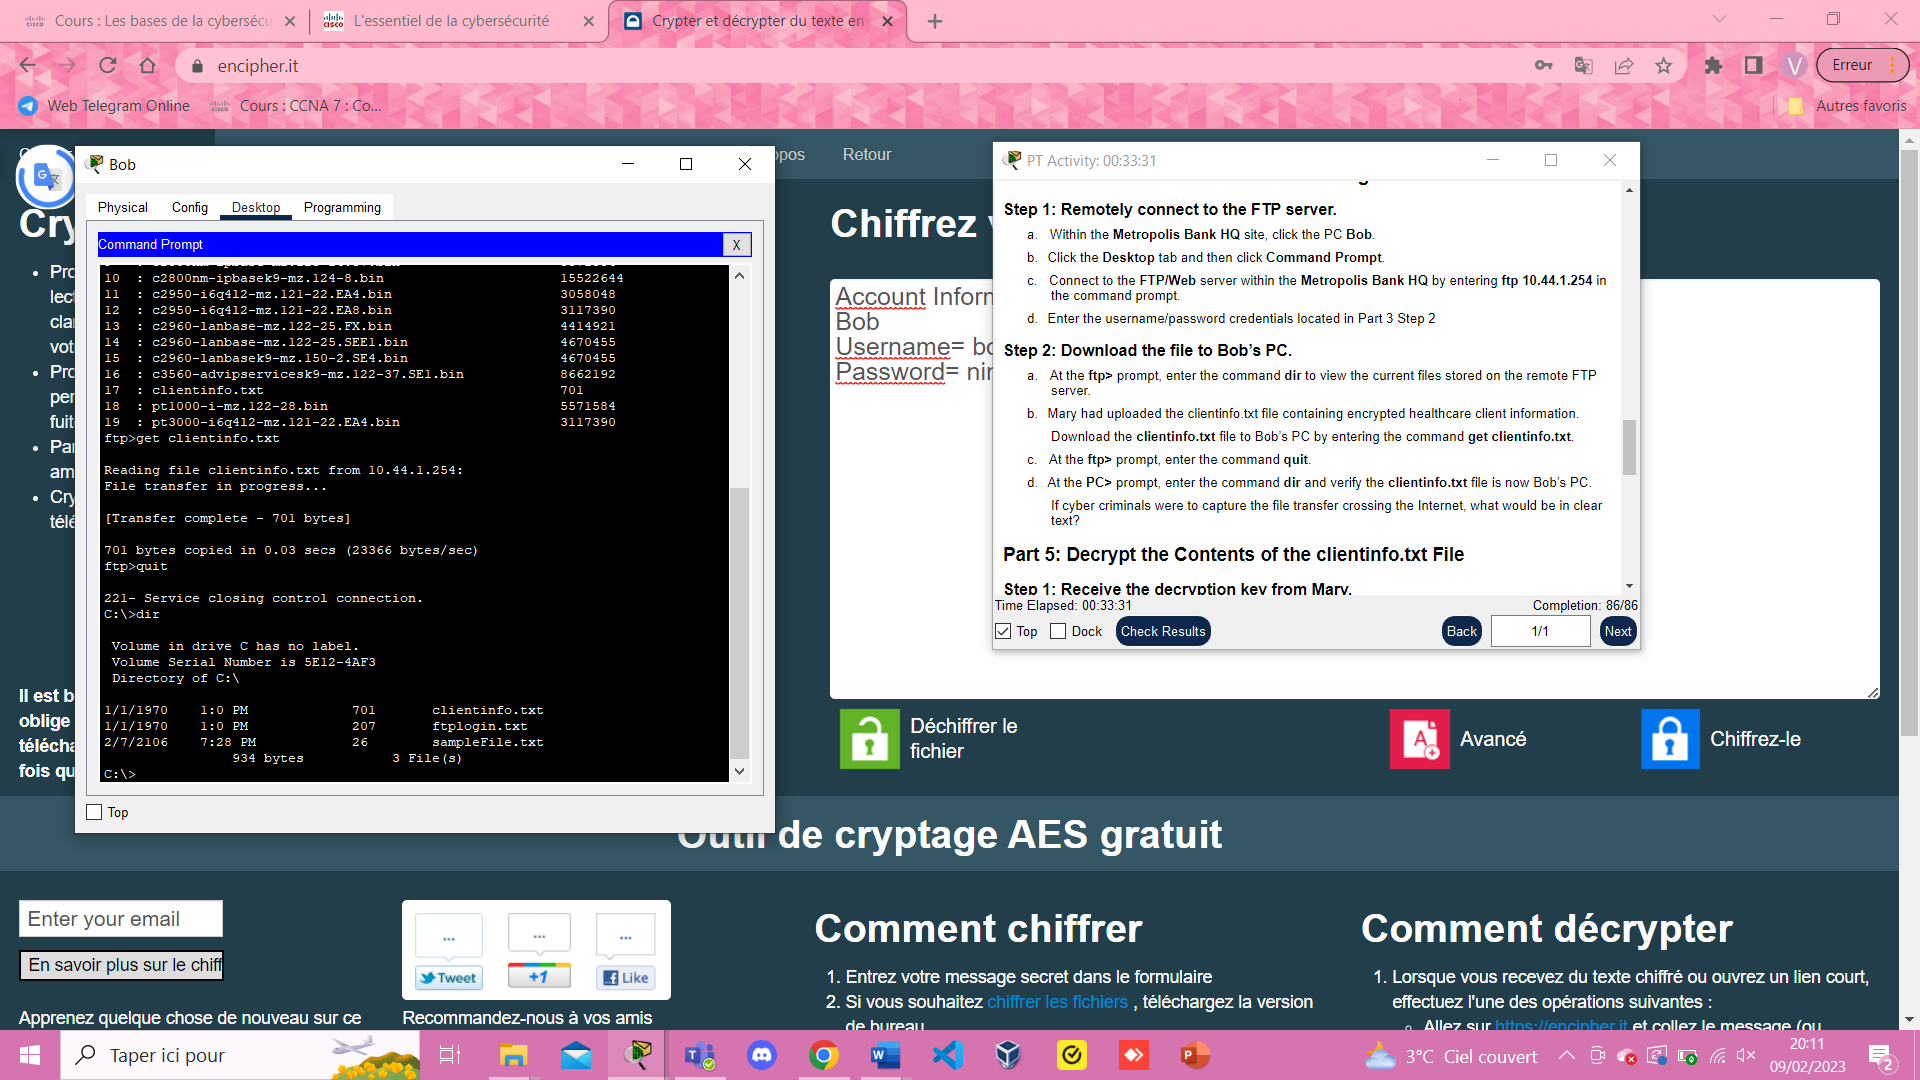 Cours : Les bases de la cybersécu
L'essentiel de la cybersécurité
Crypter et décrypter du texte en
encipher.it
V
Erreur
Web Telegram Online
Cours : CCNA 7 : Co...
Autres favoris
opos
Retour
Cry
Pro
lect
clai
voti
Pro
per
fuit
Par
am
Cry
télé
Il est b
oblige
télécha
fois qu
Chiffrez
Account Inforn
Bob
Username= bo
Password= nin
Déchiffrer le
fichier
Avancé
Chiffrez-le
Bob
Physical
Config
Desktop
Programming
Command Prompt
X
10 : c2800nm-ipbasek9-mz.124-8.bin 15522644
11 : c2950-i6q4l2-mz.121-22.EA4.bin 3058048
12 : c2950-i6q4l2-mz.121-22.EA8.bin 3117390
13 : c2960-lanbase-mz.122-25.FX.bin 4414921
14 : c2960-lanbase-mz.122-25.SEE1.bin 4670455
15 : c2960-lanbasek9-mz.150-2.SE4.bin 4670455
16 : c3560-advipservicesk9-mz.122-37.SE1.bin 8662192
17 : clientinfo.txt 701
18 : pt1000-i-mz.122-28.bin 5571584
19 : pt3000-i6q4l2-mz.121-22.EA4.bin 3117390
ftp>get clientinfo.txt
Reading file clientinfo.txt from 10.44.1.254:
File transfer in progress...
[Transfer complete - 701 bytes]
701 bytes copied in 0.03 secs (23366 bytes/sec)
ftp>quit
221- Service closing control connection.
C:\>dir
Volume in drive C has no label.
Volume Serial Number is 5E12-4AF3
Directory of C:\
1/1/1970 1:0 PM 701 clientinfo.txt
1/1/1970 1:0 PM 207 ftplogin.txt
2/7/2106 7:28 PM 26 sampleFile.txt
934 bytes 3 File(s)
C:\>
Top
PT Activity: 00:33:31
Step 1: Remotely connect to the FTP server.
a. Within the Metropolis Bank HQ site, click the PC Bob.
b. Click the Desktop tab and then click Command Prompt.
c. Connect to the FTP/Web server within the Metropolis Bank HQ by entering ftp 10.44.1.254 in
the command prompt.
d. Enter the username/password credentials located in Part 3 Step 2
Step 2: Download the file to Bob's PC.
a. At the ftp> prompt, enter the command dir to view the current files stored on the remote FTP
server.
b. Mary had uploaded the clientinfo.txt file containing encrypted healthcare client information.
Download the clientinfo.txt file to Bob's PC by entering the command get clientinfo.txt.
c. At the ftp> prompt, enter the command quit.
d. At the PC> prompt, enter the command dir and verify the clientinfo.txt file is now Bob's PC.
If cyber criminals were to capture the file transfer crossing the Internet, what would be in clear
text?
Part 5: Decrypt the Contents of the clientinfo.txt File
Step 1: Receive the decryption key from Mary.
Time Elapsed: 00:33:31
Completion: 86/86
Top
Dock
Check Results
Back
1/1
Next
Outil de cryptage AES gratuit
Enter your email
En savoir plus sur le chiff
Apprenez quelque chose de nouveau sur ce
...
...
...
Tweet
+1
Like
Recommandez-nous à vos amis
Comment chiffrer
1. Entrez votre message secret dans le formulaire
2. Si vous souhaitez chiffrer les fichiers , téléchargez la version
de bureau
Comment décrypter
1. Lorsque vous recevez du texte chiffré ou ouvrez un lien court,
effectuez l'une des opérations suivantes :
Allez sur https://encipher.it et collez le message (ou
Taper ici pour
3°C Ciel couvert
20:11
09/02/2023
2